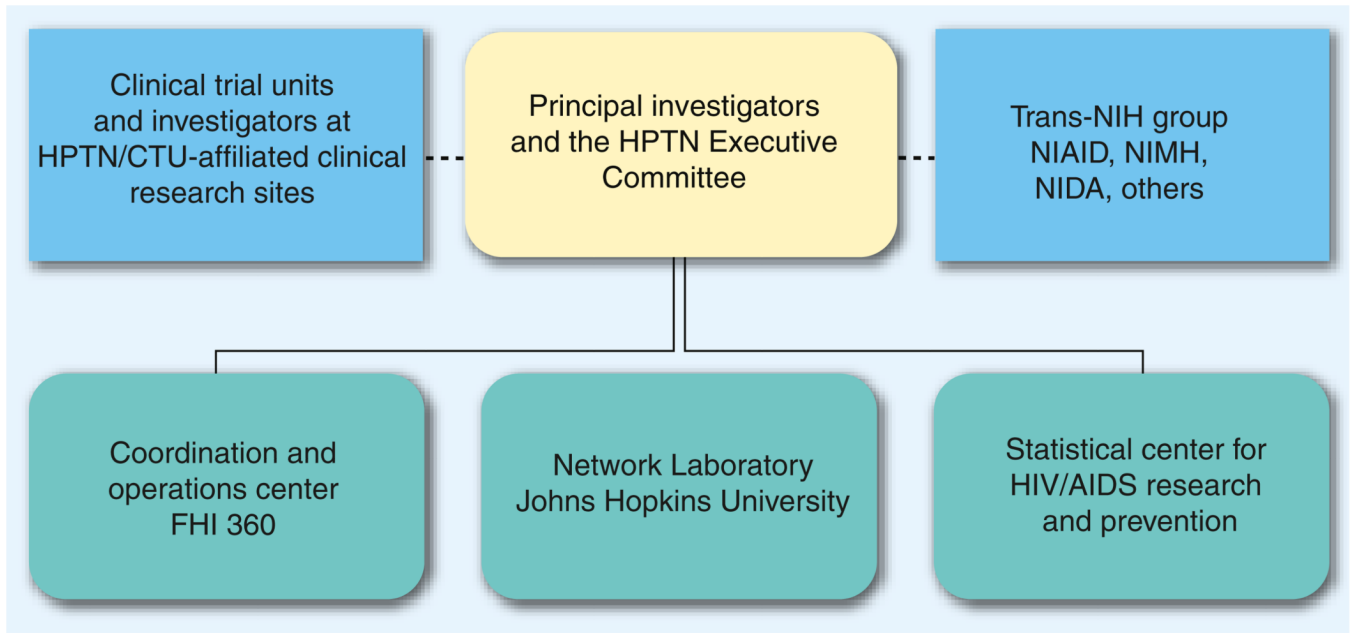 Clinical trial units
and investigators at
HPTN/CTU-affiliated clinical
research sites
Principal investigators
and the HPTN Executive
Committee
Trans-NIH group
NIAID, NIMH,
NIDA, others
Coordination and
operations center
FHI 360
Network Laboratory
Johns Hopkins University
Statistical center for
HIV/AIDS research
and prevention